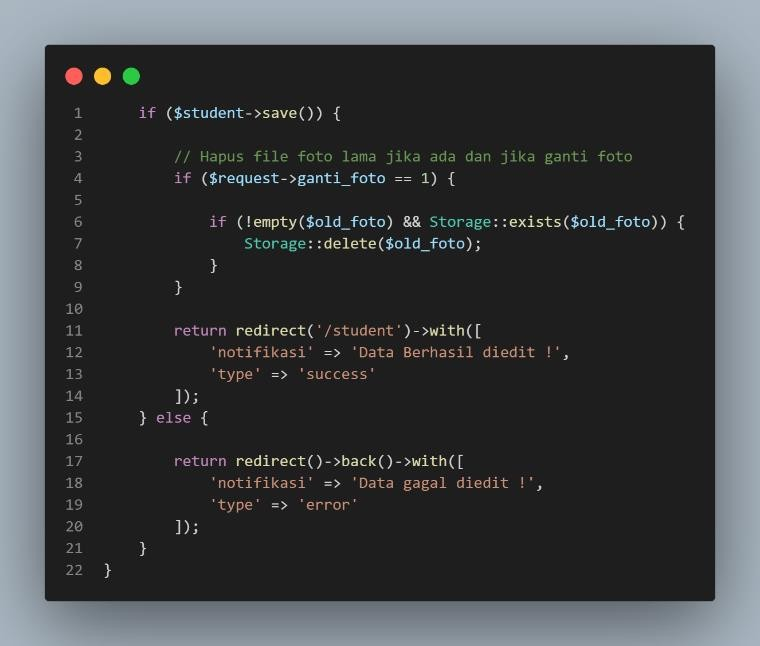 1    if ($student->save()) {
2
3        // Hapus file foto lama jika ada dan jika ganti foto
4        if ($request->ganti_foto == 1) {
5
6            if (!empty($old_foto) && Storage::exists($old_foto)) {
7                Storage::delete($old_foto);
8            }
9        }
10
11        return redirect('/student')->with([
12            'notifikasi' => 'Data Berhasil diedit !',
13            'type' => 'success'
14        ]);
15    } else {
16
17        return redirect()->back()->with([
18            'notifikasi' => 'Data gagal diedit !',
19            'type' => 'error'
20        ]);
21    }
22 }